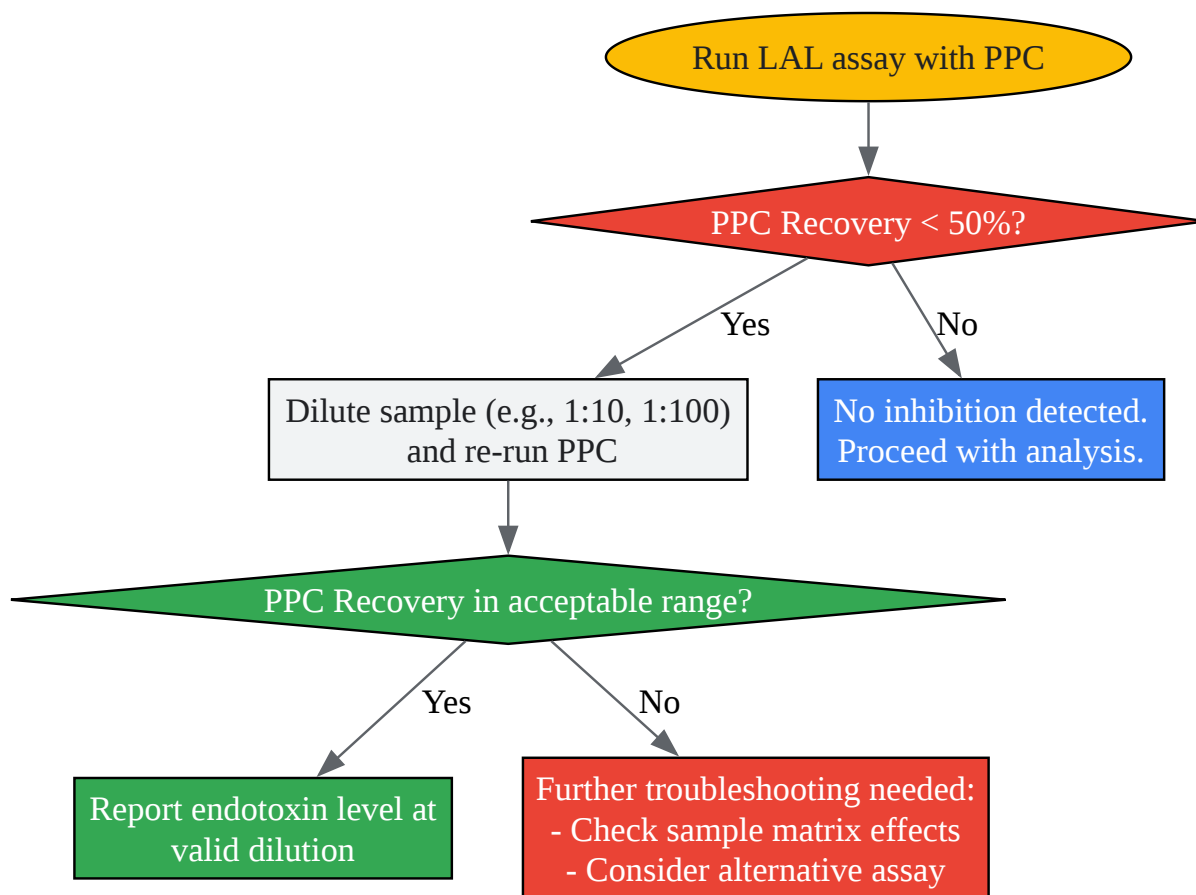 Run LAL assay with PPC
PPC Recovery < 50%?
Yes
No
Dilute sample (e.g., 1:10, 1:100)
and re-run PPC
No inhibition detected.
Proceed with analysis.
PPC Recovery in acceptable range?
Yes
No
Report endotoxin level at
valid dilution
Further troubleshooting needed:
- Check sample matrix effects
- Consider alternative assay